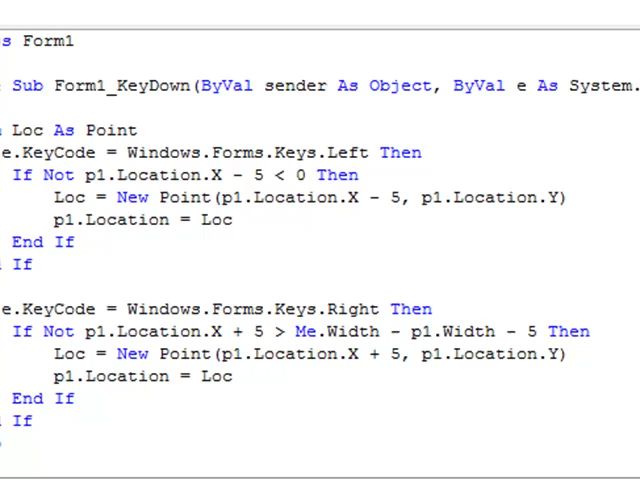 s Form1
Sub Form1_KeyDown(ByVal sender As Object, ByVal e As System.
Loc As Point
e.KeyCode = Windows.Forms.Keys.Left Then
If Not p1.Location.X - 5 < 0 Then
Loc = New Point(p1.Location.X - 5, p1.Location.Y)
p1.Location = Loc
End If
If
e.KeyCode = Windows.Forms.Keys.Right Then
If Not p1.Location.X + 5 > Me.Width - p1.Width - 5 Then
Loc = New Point(p1.Location.X + 5, p1.Location.Y)
p1.Location = Loc
End If
If